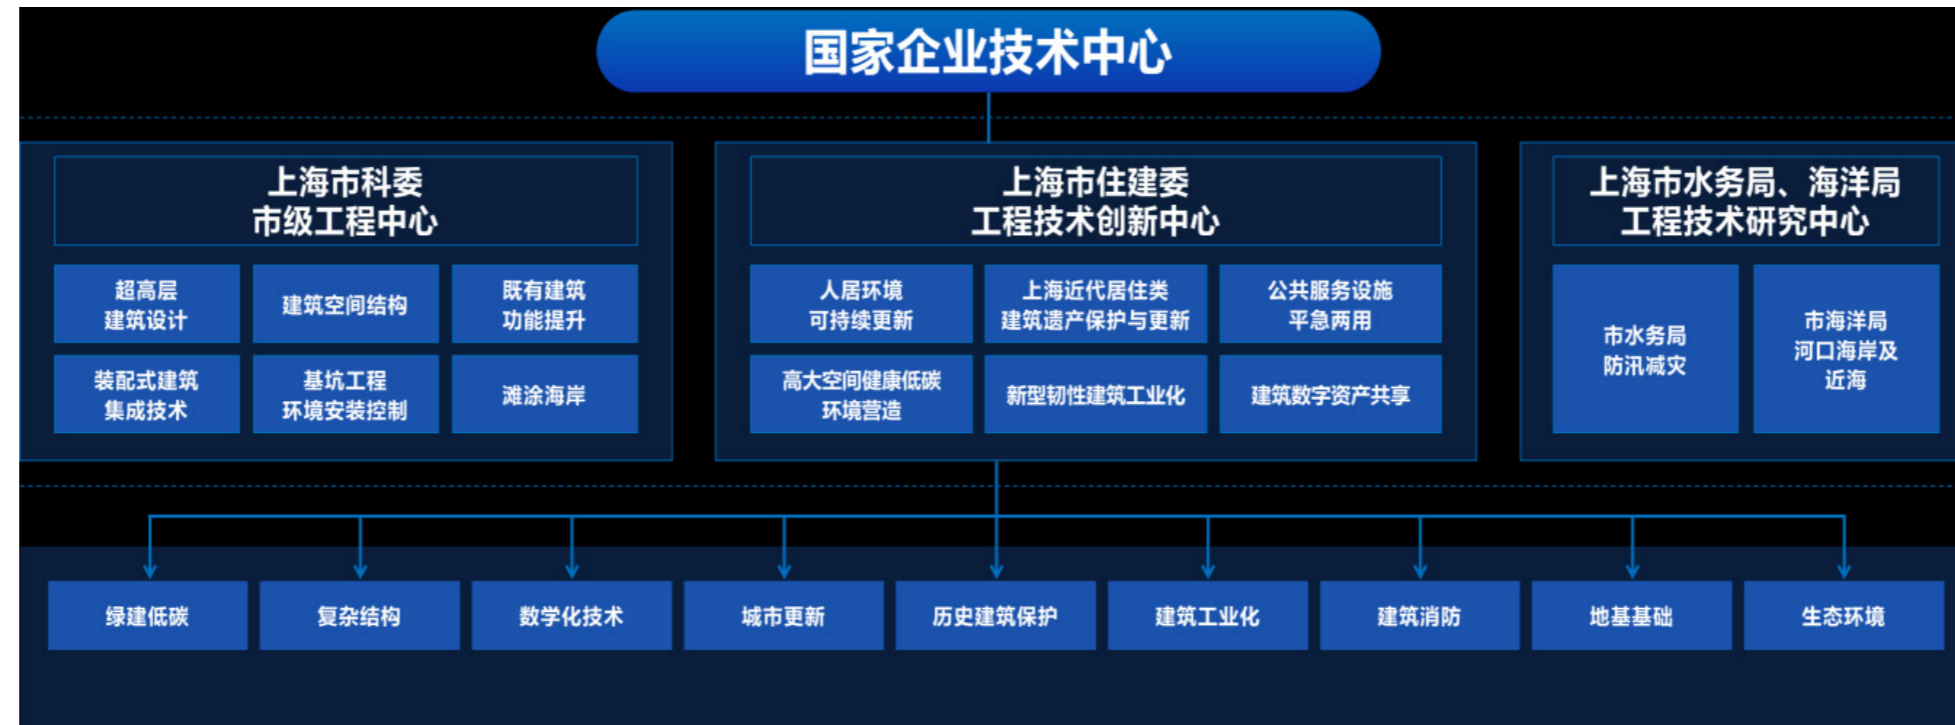 国家企业技术中心
上海市科委
市级工程中心
超高层
建筑设计
建筑空间结构
既有建筑
功能提升
装配式建筑
集成技术
基坑工程
环境安装控制
滩涂海岸
上海市住建委
工程技术创新中心
人居环境
可持续更新
上海近代居住类
建筑遗产保护与更新
公共服务设施
平急两用
高大空间健康低碳
环境营造
新型韧性建筑工业化
建筑数字资产共享
上海市水务局、海洋局
工程技术研究中心
市水务局
防汛减灾
市海洋局
河口海岸及
近海
绿建低碳
复杂结构
数学化技术
城市更新
历史建筑保护
建筑工业化
建筑消防
地基基础
生态环境